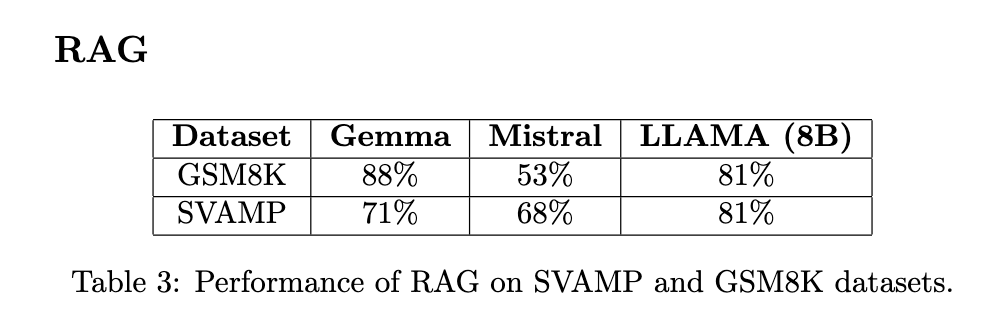 RAG
Dataset Gemma Mistral LLAMA (8B)
GSM8K 88% 53% 81%
SVAMP 71% 68% 81%
Table 3: Performance of RAG on SVAMP and GSM8K datasets.